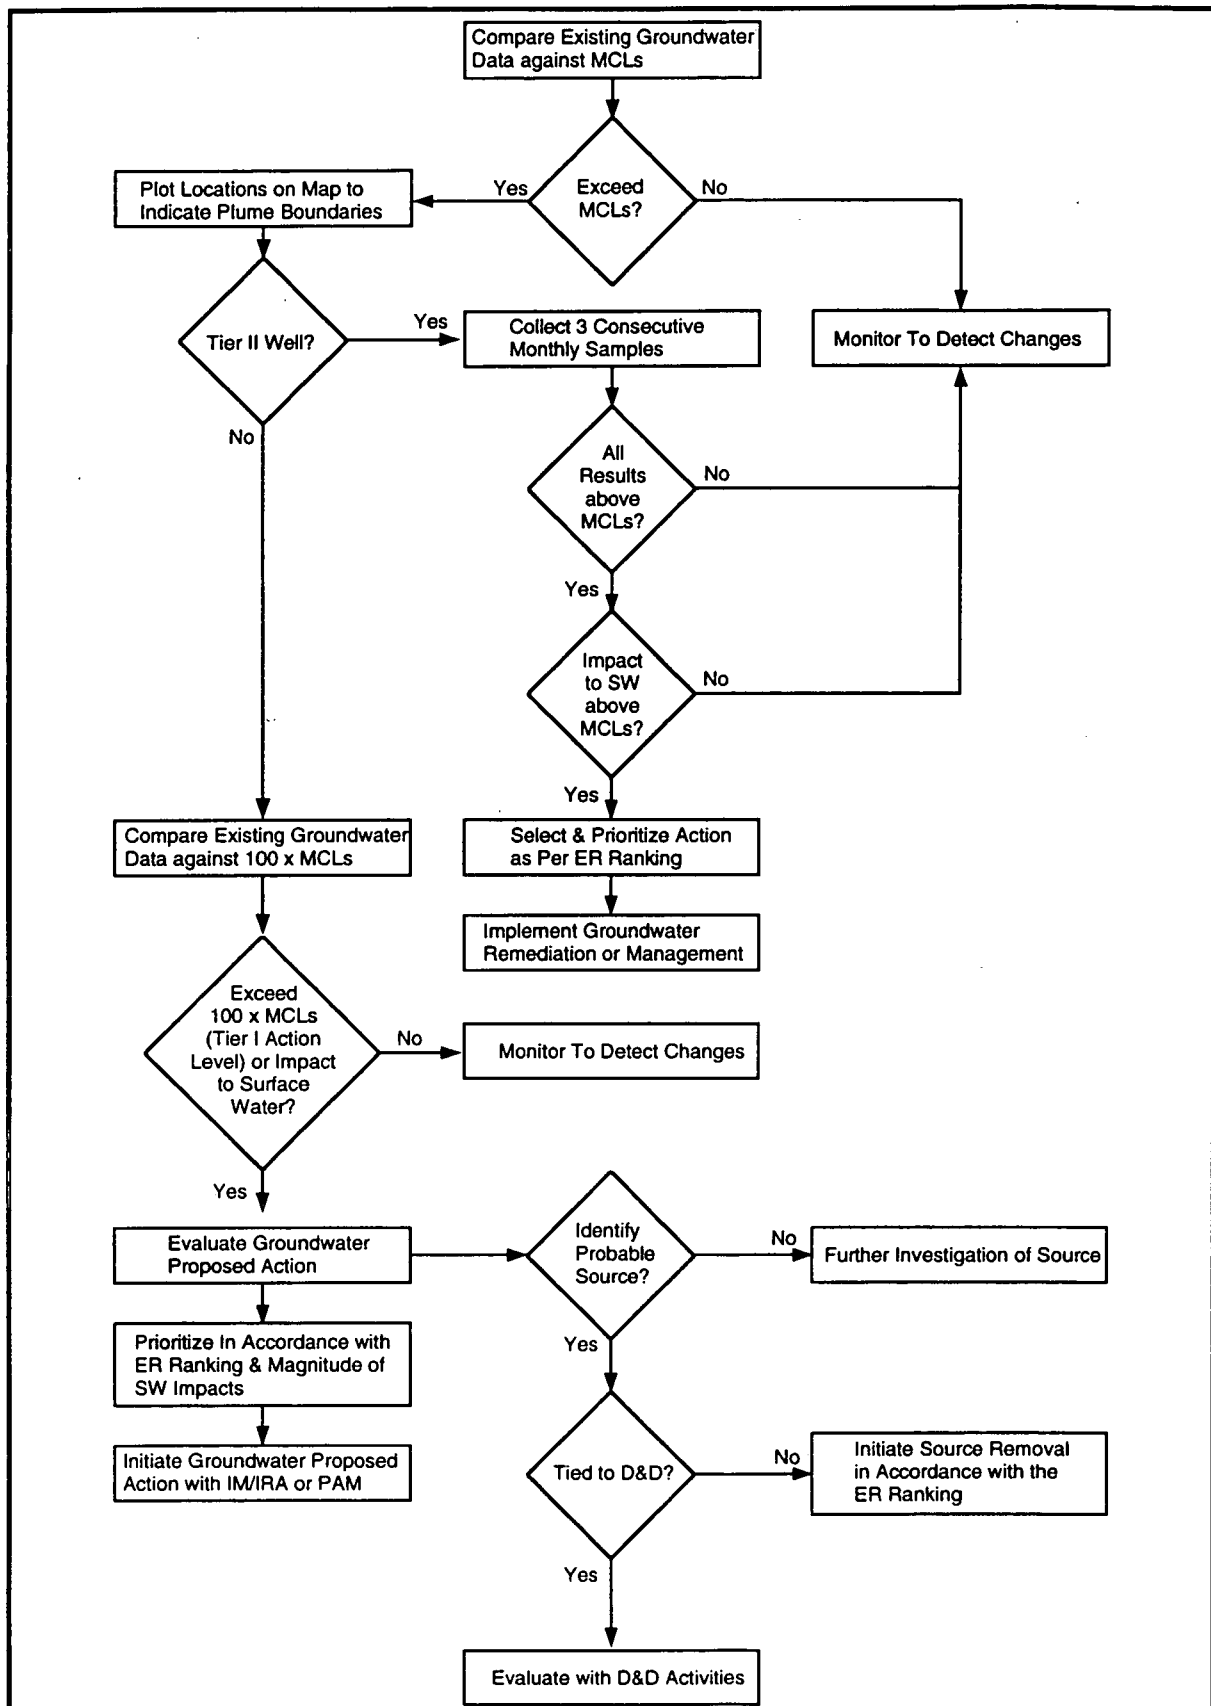 Compare Existing Groundwater
Data against MCLs
Exceed
MCLs?
Yes
No
Plot Locations on Map to
Indicate Plume Boundaries
Tier II Well?
Yes
No
Collect 3 Consecutive
Monthly Samples
Monitor To Detect Changes
All
Results
above
MCLs?
No
Yes
Impact
to SW
above
MCLs?
No
Yes
Compare Existing Groundwater
Data against 100 x MCLs
Select & Prioritize Action
as Per ER Ranking
Implement Groundwater
Remediation or Management
Exceed
100 x MCLs
(Tier I Action
Level) or Impact
to Surface
Water?
No
Monitor To Detect Changes
Yes
Evaluate Groundwater
Proposed Action
Identify
Probable
Source?
No
Further Investigation of Source
Yes
Prioritize In Accordance with
ER Ranking & Magnitude of
SW Impacts
Initiate Groundwater Proposed
Action with IM/IRA or PAM
Tied to D&D?
No
Initiate Source Removal
in Accordance with the
ER Ranking
Yes
Evaluate with D&D Activities